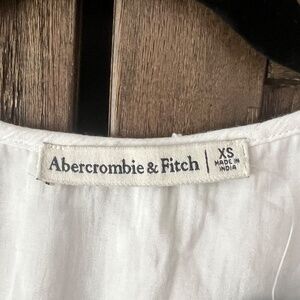 Abercrombie & Fitch
XS
MADE IN
INDIA